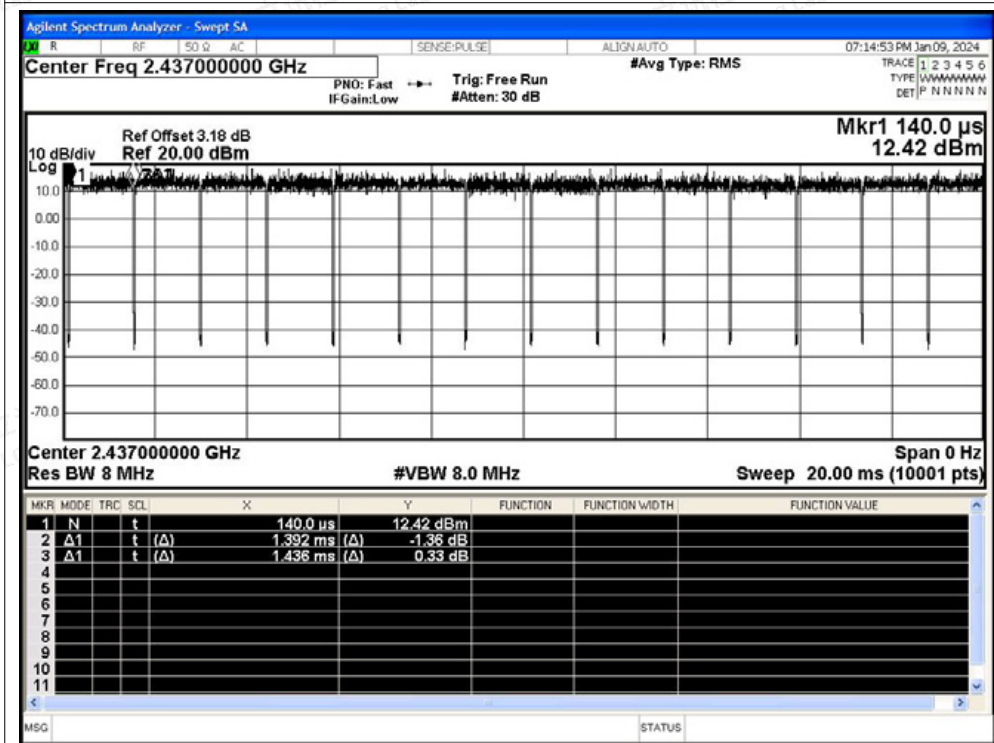 Agilent Spectrum Analyzer - Swept SA
R RF 50 Ω AC SENSE:PULSE ALIGN AUTO 07:14:53 PM Jan 09, 2024
Center Freq 2.437000000 GHz #Avg Type: RMS TRACE 1 2 3 4 5 6
PNO: Fast Trig: Free Run TYPE WWWWWW
IFGain:Low #Atten: 30 dB DET P N N N N N
Mkr1 140.0 µs
Ref Offset 3.18 dB
10 dB/div Ref 20.00 dBm 12.42 dBm
Log
1
10.0
0.00
-10.0
-20.0
-30.0
-40.0
-50.0
-60.0
-70.0
Center 2.437000000 GHz Span 0 Hz
Res BW 8 MHz #VBW 8.0 MHz Sweep 20.00 ms (10001 pts)
MKR MODE TRC SCL X Y FUNCTION FUNCTION WIDTH FUNCTION VALUE
1 N t 140.0 µs 12.42 dBm
2 Δ1 t (Δ) 1.392 ms (Δ) -1.36 dB
3 Δ1 t (Δ) 1.436 ms (Δ) 0.33 dB
4
5
6
7
8
9
10
11
MSG STATUS